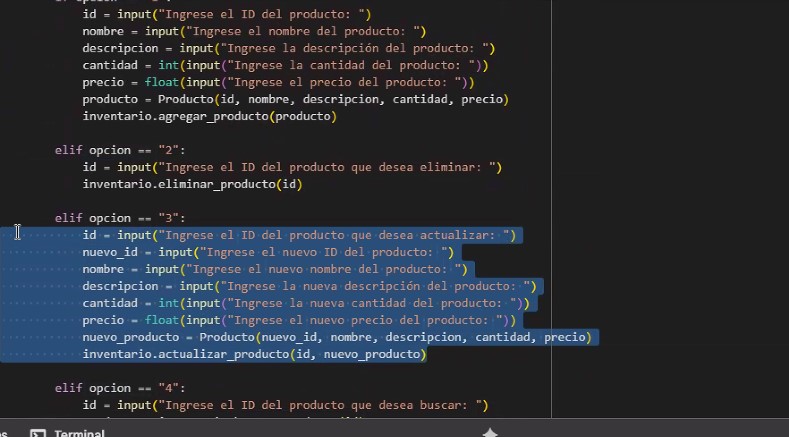 id = input("Ingrese el ID del producto: ")
nombre = input("Ingrese el nombre del producto: ")
descripcion = input("Ingrese la descripción del producto: ")
cantidad = int(input("Ingrese la cantidad del producto: "))
precio = float(input("Ingrese el precio del producto: "))
producto = Producto(id, nombre, descripcion, cantidad, precio)
inventario.agregar_producto(producto)
elif opcion == "2":
id = input("Ingrese el ID del producto que desea eliminar: ")
inventario.eliminar_producto(id)
elif opcion == "3":
id = input("Ingrese el ID del producto que desea actualizar: ")
nuevo_id = input("Ingrese el nuevo ID del producto: ")
nombre = input("Ingrese el nuevo nombre del producto: ")
descripcion = input("Ingrese la nueva descripción del producto: ")
cantidad = int(input("Ingrese la nueva cantidad del producto: "))
precio = float(input("Ingrese el nuevo precio del producto: "))
nuevo_producto = Producto(nuevo_id, nombre, descripcion, cantidad, precio)
inventario.actualizar_producto(id, nuevo_producto)
elif opcion == "4":
id = input("Ingrese el ID del producto que desea buscar: ")
Terminal